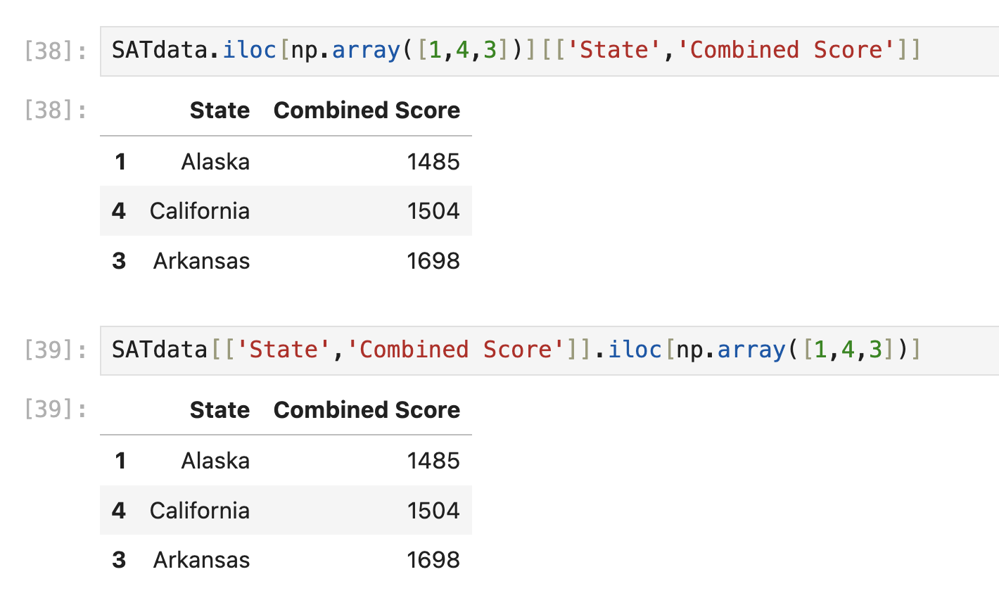 [38]: SATdata.iloc[np.array([1,4,3])][['State','Combined Score']]
[38]: State Combined Score
1 Alaska 1485
4 California 1504
3 Arkansas 1698
[39]: SATdata[['State','Combined Score']].iloc[np.array([1,4,3])]
[39]: State Combined Score
1 Alaska 1485
4 California 1504
3 Arkansas 1698